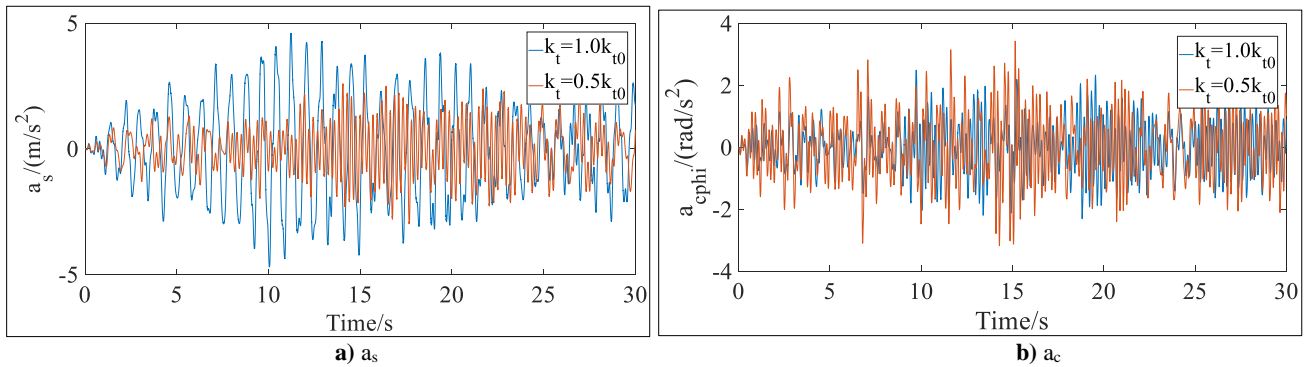 5
0
-5
a_s/(m/s^2)
0 5 10 15 20 25 30
Time/s
k_t=1.0k_t0
k_t=0.5k_t0
a) a_s
4
2
0
-2
-4
a_cphi/(rad/s^2)
0 5 10 15 20 25 30
Time/s
k_t=1.0k_t0
k_t=0.5k_t0
b) a_c